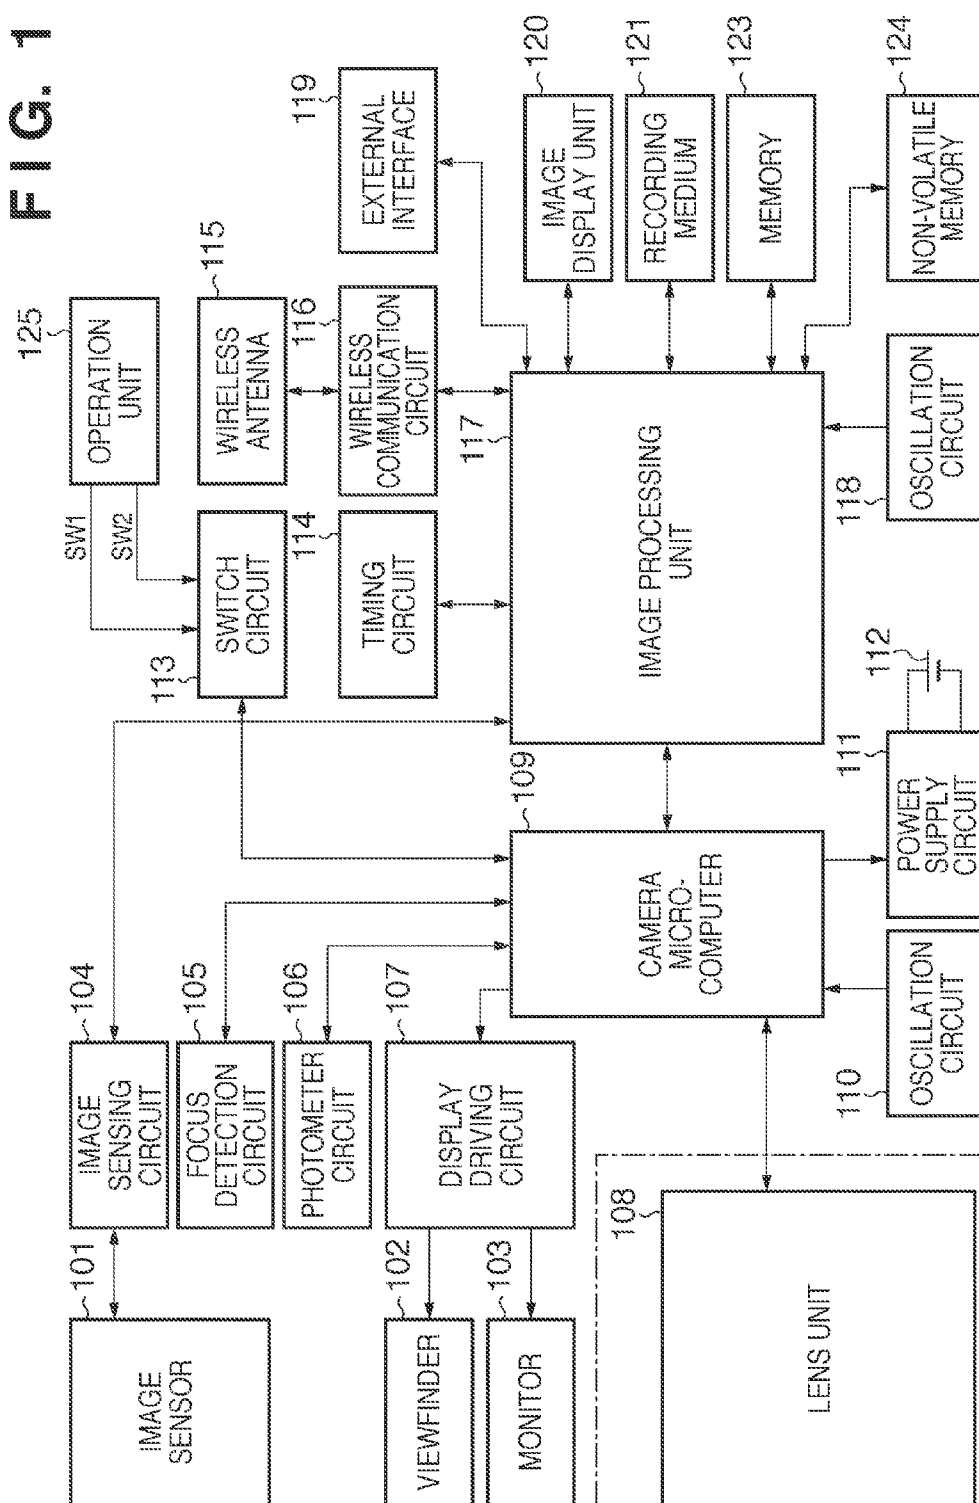 FIG. 1
101
IMAGE
SENSOR
104
IMAGE
SENSING
CIRCUIT
105
FOCUS
DETECTION
CIRCUIT
106
PHOTOMETER
CIRCUIT
102
VIEWFINDER
103
MONITOR
107
DISPLAY
DRIVING
CIRCUIT
108
LENS UNIT
109
CAMERA
MICRO-
COMPUTER
110
OSCILLATION
CIRCUIT
111
POWER
SUPPLY
CIRCUIT
112
SW1
SW2
125
OPERATION
UNIT
113
SWITCH
CIRCUIT
114
TIMING
CIRCUIT
115
WIRELESS
ANTENNA
116
WIRELESS
COMMUNICATION
CIRCUIT
117
IMAGE PROCESSING
UNIT
118
OSCILLATION
CIRCUIT
119
EXTERNAL
INTERFACE
120
IMAGE
DISPLAY UNIT
121
RECORDING
MEDIUM
123
MEMORY
124
NON-VOLATILE
MEMORY